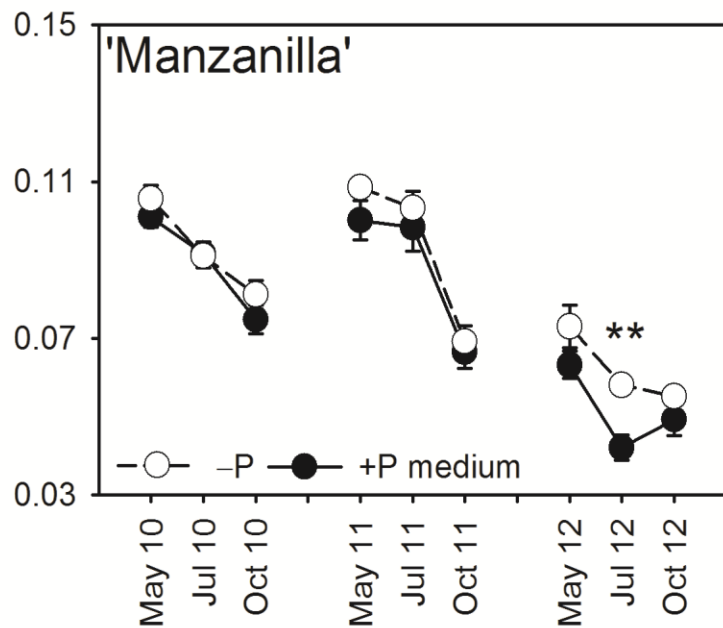 0.15
'Manzanilla'
0.11
0.07
**
–P +P medium
0.03
May 10
Jul 10
Oct 10
May 11
Jul 11
Oct 11
May 12
Jul 12
Oct 12